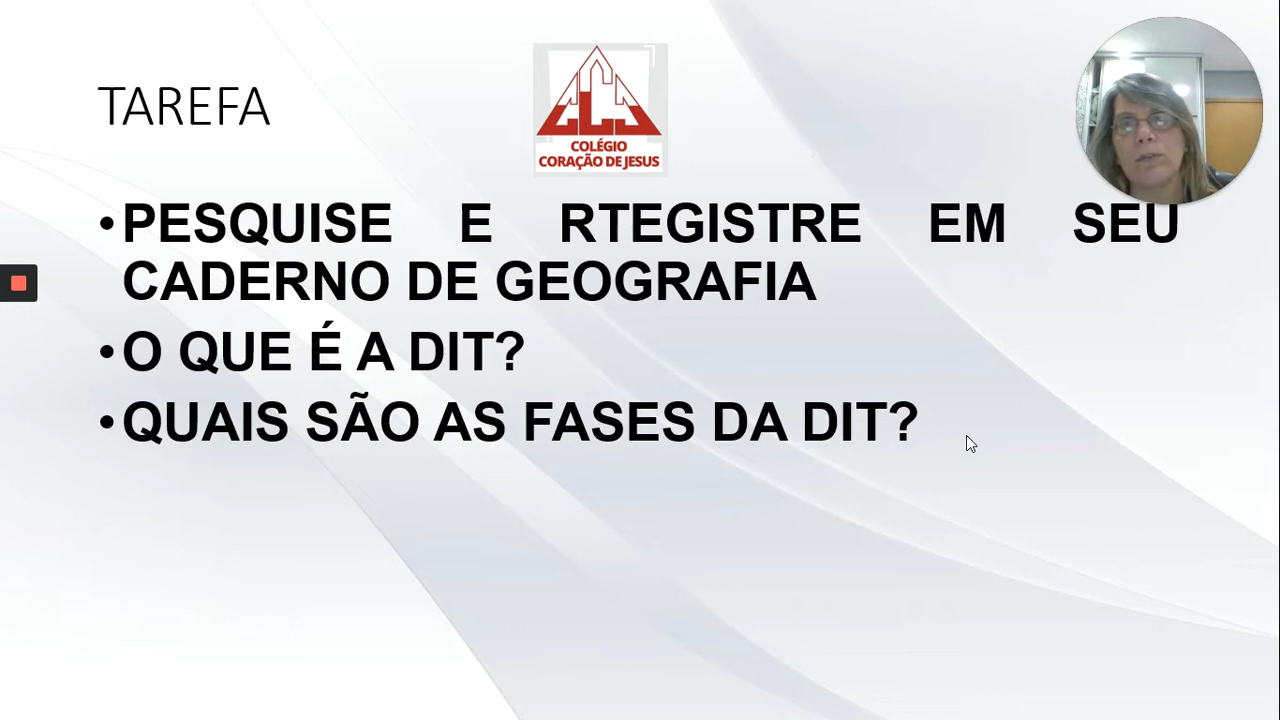 TAREFA
COLÉGIO
CORAÇÃO DE JESUS
•PESQUISE E RTEGISTRE EM SEU
CADERNO DE GEOGRAFIA
•O QUE É A DIT?
•QUAIS SÃO AS FASES DA DIT?